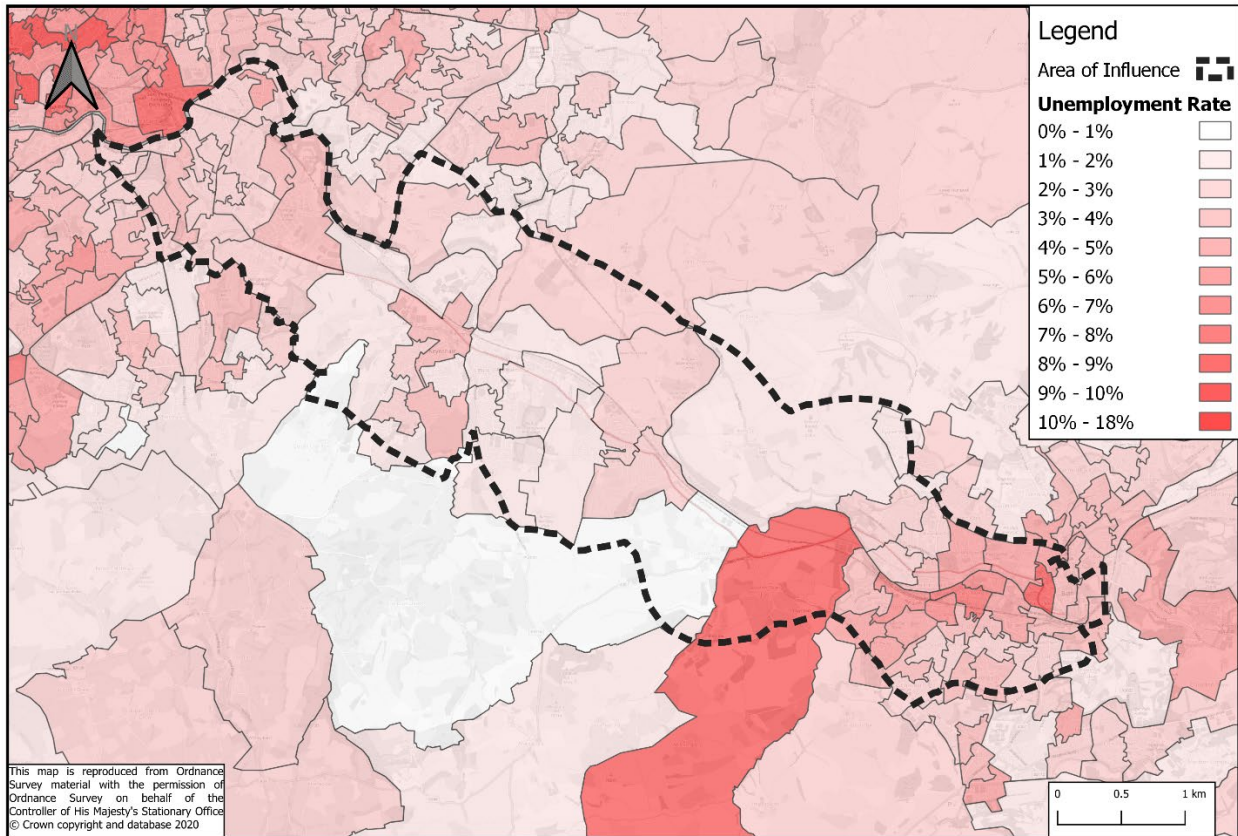 Legend
Area of Influence
Unemployment Rate
0% - 1%
1% - 2%
2% - 3%
3% - 4%
4% - 5%
5% - 6%
6% - 7%
7% - 8%
8% - 9%
9% - 10%
10% - 18%
This map is reproduced from Ordnance
Survey material with the permission of
Ordnance Survey on behalf of the
Controller of His Majesty's Stationary Office
© Crown copyright and database 2020
0 0.5 1 km